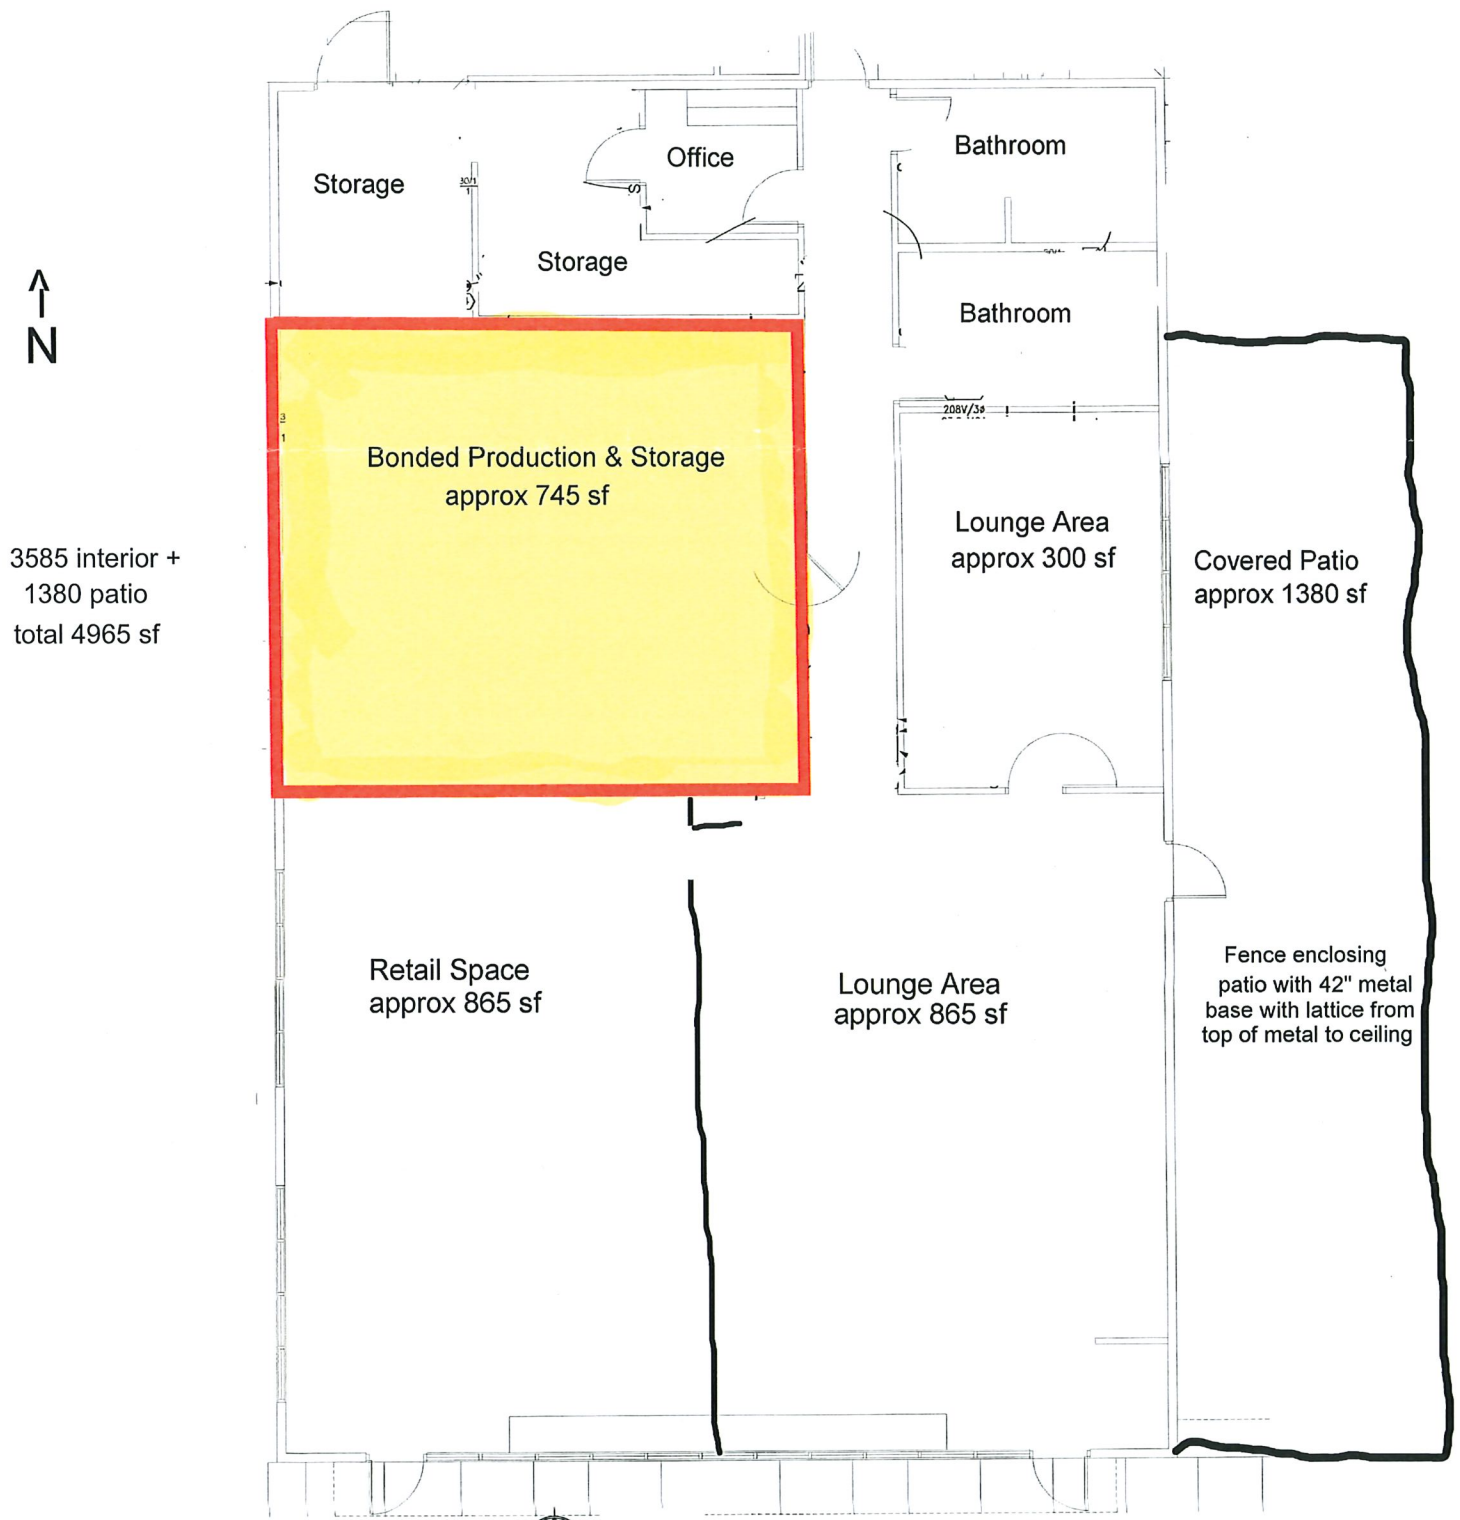 Storage
Office
Bathroom
Storage
Bathroom
N
208V/3ø
Bonded Production & Storage
approx 745 sf
Lounge Area
approx 300 sf
Covered Patio
approx 1380 sf
3585 interior +
1380 patio
total 4965 sf
Retail Space
approx 865 sf
Lounge Area
approx 865 sf
Fence enclosing
patio with 42" metal
base with lattice from
top of metal to ceiling